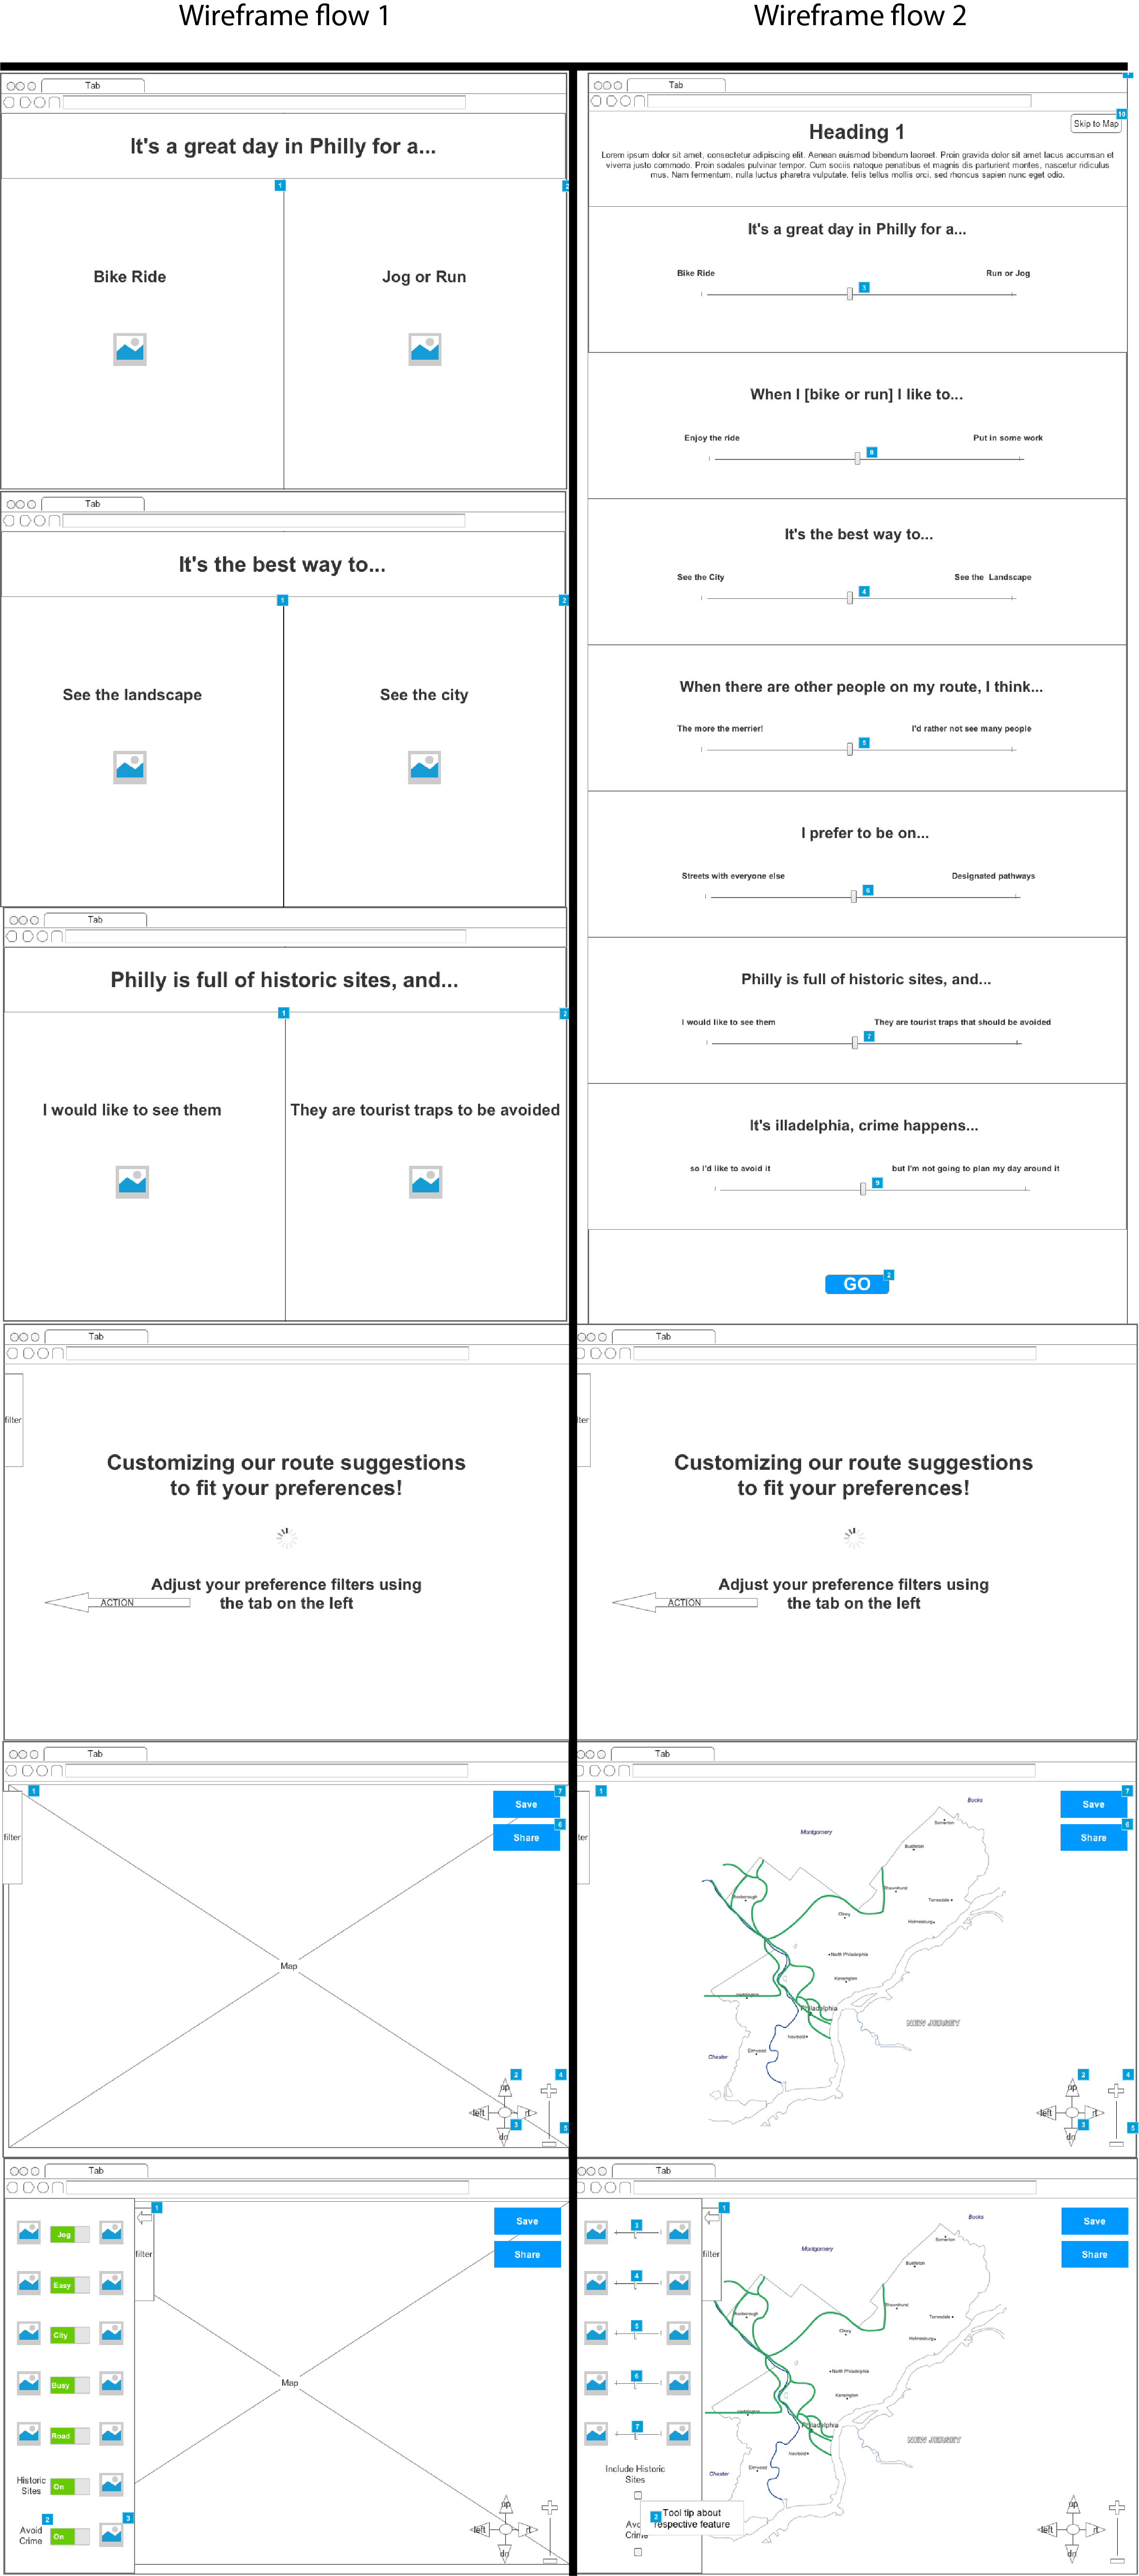 Wireframe flow 1
Tab
It's a great day in Philly for a...
1
2
Bike Ride
Jog or Run
Tab
It's the best way to...
1
2
See the landscape
See the city
Tab
Philly is full of historic sites, and...
1
2
I would like to see them
They are tourist traps to be avoided
Tab
filter
Customizing our route suggestions
to fit your preferences!
Adjust your preference filters using
the tab on the left
ACTION
Tab
1
7
Save
6
Share
filter
Map
2
4
up
left
rt
3
5
dn
Tab
1
Save
Share
filter
Jog
Easy
City
Busy
Road
Historic
Sites
On
2
3
Avoid
Crime
On
Map
up
left
rt
dn
Wireframe flow 2
Tab
10
Skip to Map
Heading 1
Lorem ipsum dolor sit amet, consectetur adipiscing elit. Aenean euismod bibendum laoreet. Proin gravida dolor sit amet lacus accumsan et
viverra justo commodo. Proin sodales pulvinar tempor. Cum sociis natoque penatibus et magnis dis parturient montes, nascetur ridiculus
mus. Nam fermentum, nulla luctus pharetra vulputate, felis tellus mollis orci, sed rhoncus sapien nunc eget odio.
It's a great day in Philly for a...
Bike Ride
Run or Jog
3
When I [bike or run] I like to...
Enjoy the ride
Put in some work
8
It's the best way to...
See the City
See the Landscape
4
When there are other people on my route, I think...
The more the merrier!
I'd rather not see many people
5
I prefer to be on...
Streets with everyone else
Designated pathways
6
Philly is full of historic sites, and...
I would like to see them
They are tourist traps that should be avoided
7
It's illadelphia, crime happens...
so I'd like to avoid it
but I'm not going to plan my day around it
9
GO
2
Tab
lter
Customizing our route suggestions
to fit your preferences!
Adjust your preference filters using
the tab on the left
ACTION
Tab
1
7
Save
6
Share
ter
Bucks
Montgomery
Somerton
Bustleton
Roxborough
Torresdale
Olney
Holmesburg
North Philadelphia
Kensington
Philadelphia
NEW JERSEY
Elmwood
Chester
2
4
up
left
rt
3
5
dn
Tab
1
Save
Share
filter
3
4
5
6
7
Bucks
Montgomery
Somerton
Bustleton
Roxborough
Torresdale
Olney
Holmesburg
North Philadelphia
Kensington
Philadelphia
NEW JERSEY
Elmwood
Chester
Include Historic
Sites
2
Tool tip about
respective feature
Avo
Crime
up
left
rt
dn